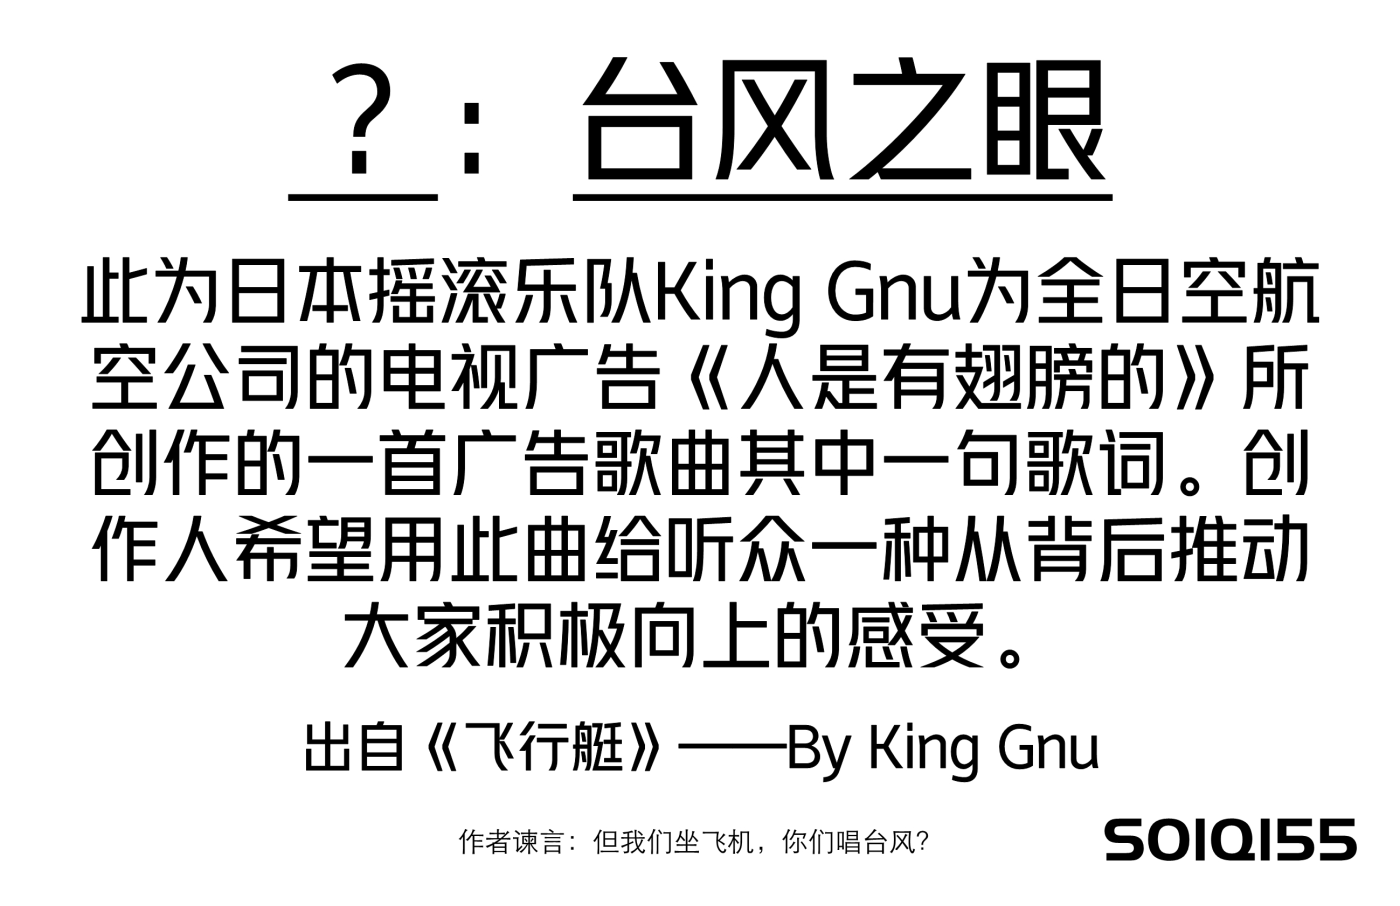 ？：台风之眼
此为日本摇滚乐队King Gnu为全日空航
空公司的电视广告《人是有翅膀的》所
创作的一首广告歌曲其中一句歌词。创
作人希望用此曲给听众一种从背后推动
大家积极向上的感受。
出自《飞行艇》——By King Gnu
作者谏言：但我们坐飞机，你们唱台风？
SOIQI55